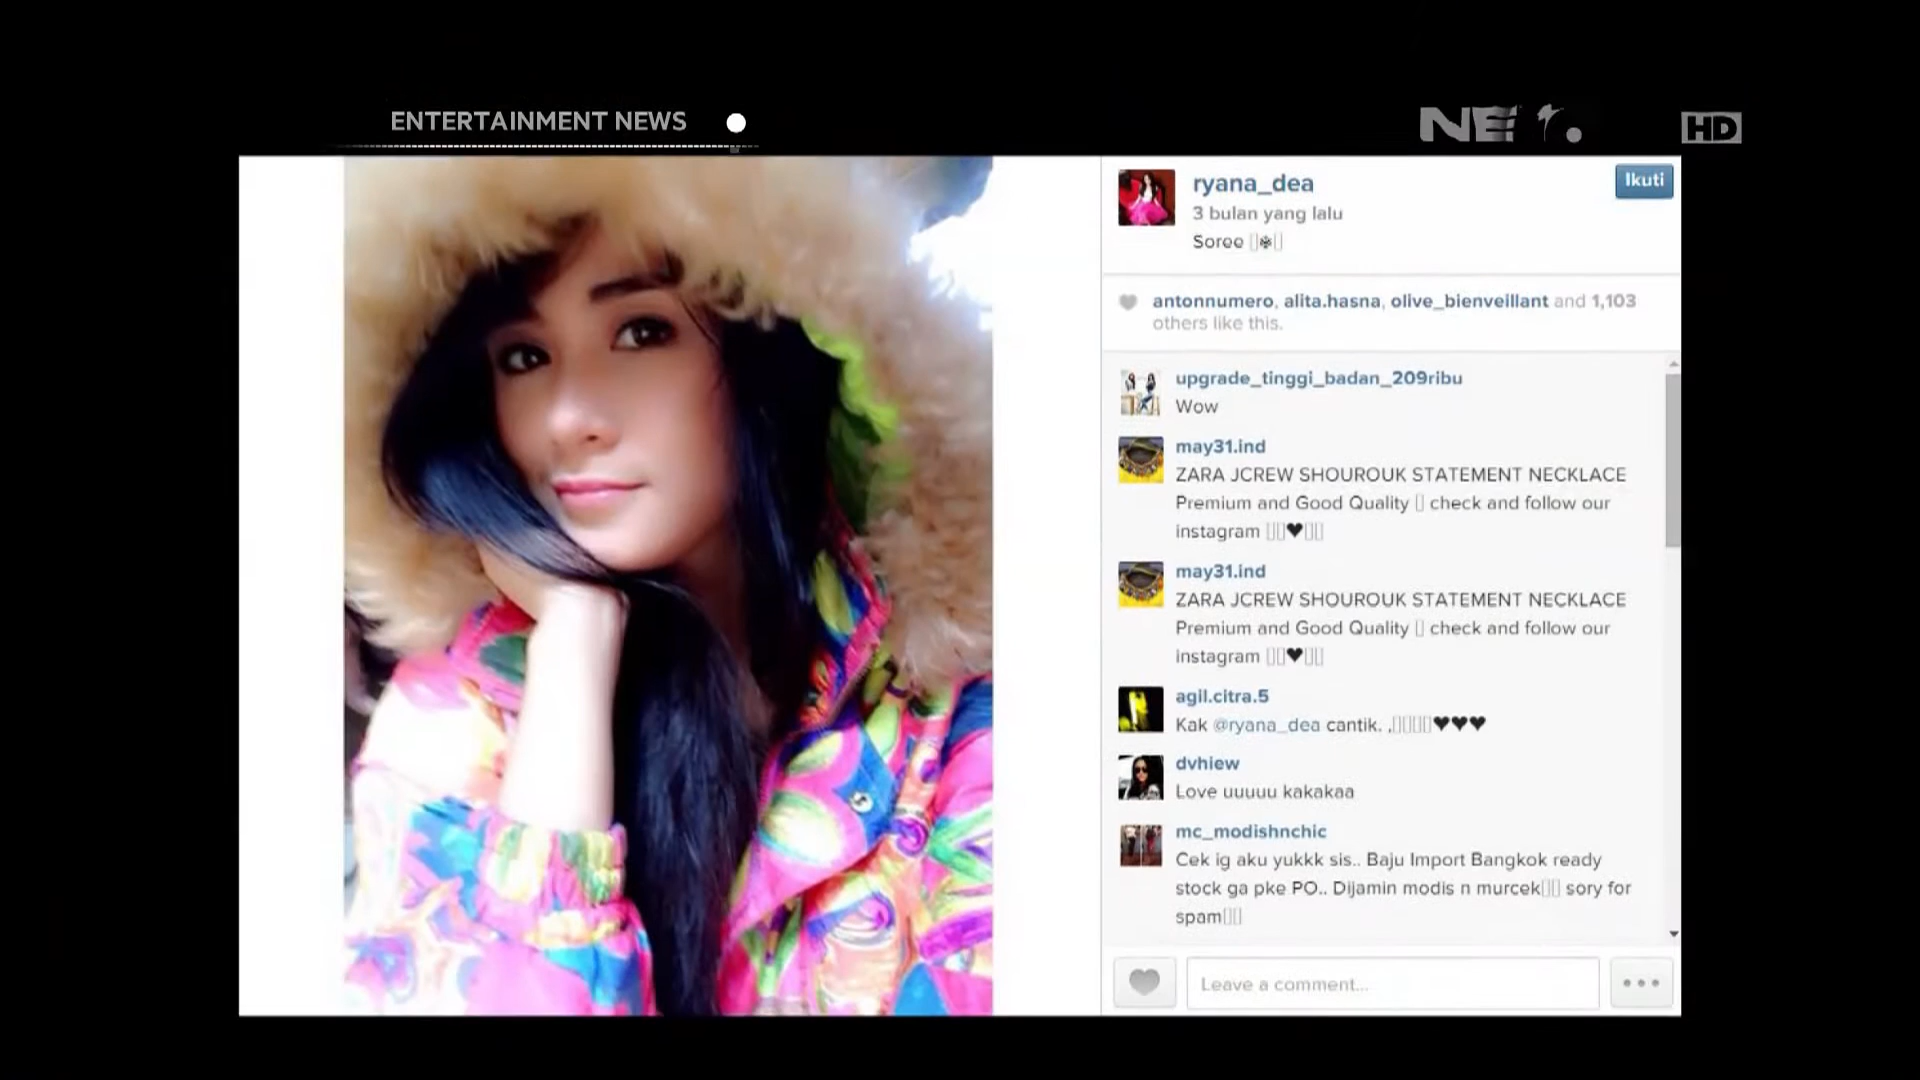 ENTERTAINMENT NEWS
NET.
HD
ryana_dea
Ikuti
3 bulan yang lalu
Soree ❄
antonnumero, alita.hasna, olive_bienveillant and 1,103
others like this.
upgrade_tinggi_badan_209ribu
Wow
may31.ind
ZARA JCREW SHOUROUK STATEMENT NECKLACE
Premium and Good Quality check and follow our
instagram ♥
may31.ind
ZARA JCREW SHOUROUK STATEMENT NECKLACE
Premium and Good Quality check and follow our
instagram ♥
agil.citra.5
Kak @ryana_dea cantik. ,♥♥♥
dvhiew
Love uuuuu kakakaa
mc_modishnchic
Cek ig aku yukkk sis.. Baju Import Bangkok ready
stock ga pke PO.. Dijamin modis n murcek sory for
spam
Leave a comment...